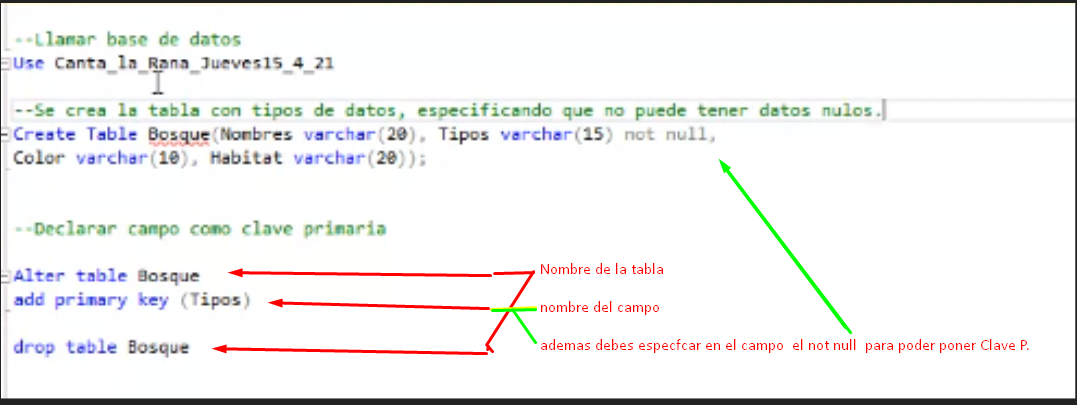 --Llamar base de datos
Use Canta_la_Rana_Jueves15_4_21
--Se crea la tabla con tipos de datos, especificando que no puede tener datos nulos.
Create Table Bosque(Nombres varchar(20), Tipos varchar(15) not null,
Color varchar(10), Habitat varchar(20));
--Declarar campo como clave primaria
Alter table Bosque
Nombre de la tabla
add primary key (Tipos)
nombre del campo
drop table Bosque
ademas debes especfcar en el campo el not null para poder poner Clave P.